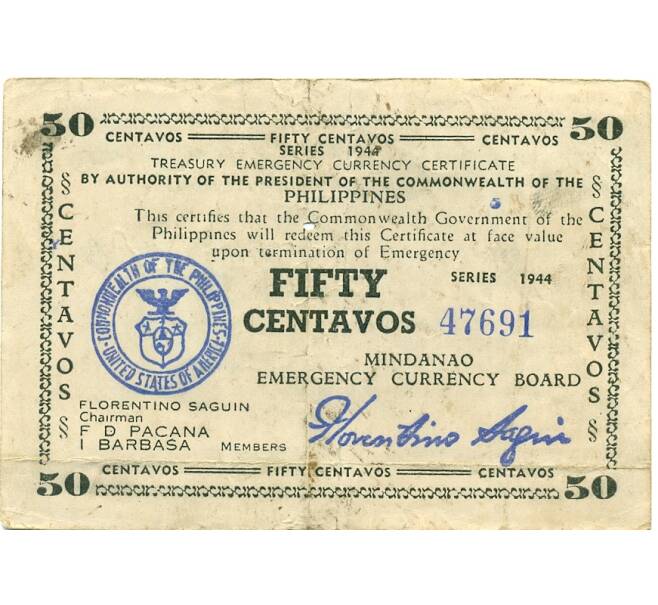 50 50
CENTAVOS FIFTY CENTAVOS CENTAVOS
SERIES 1944
TREASURY EMERGENCY CURRENCY CERTIFICATE
BY AUTHORITY OF THE PRESIDENT OF THE COMMONWEALTH OF THE
PHILIPPINES
This certifies that the Commonwealth Government of the
Philippines will redeem this Certificate at face value
upon termination of Emergency
§ CENTAVOS §
§ CENTAVOS §
COMMONWEALTH OF THE PHILIPPINES
UNITED STATES OF AMERICA
FIFTY SERIES 1944
CENTAVOS 47691
MINDANAO
EMERGENCY CURRENCY BOARD
FLORENTINO SAGUIN
Chairman
F D PACANA
I BARBASA MEMBERS
Florentino Saguin
CENTAVOS FIFTY CENTAVOS CENTAVOS
50 50